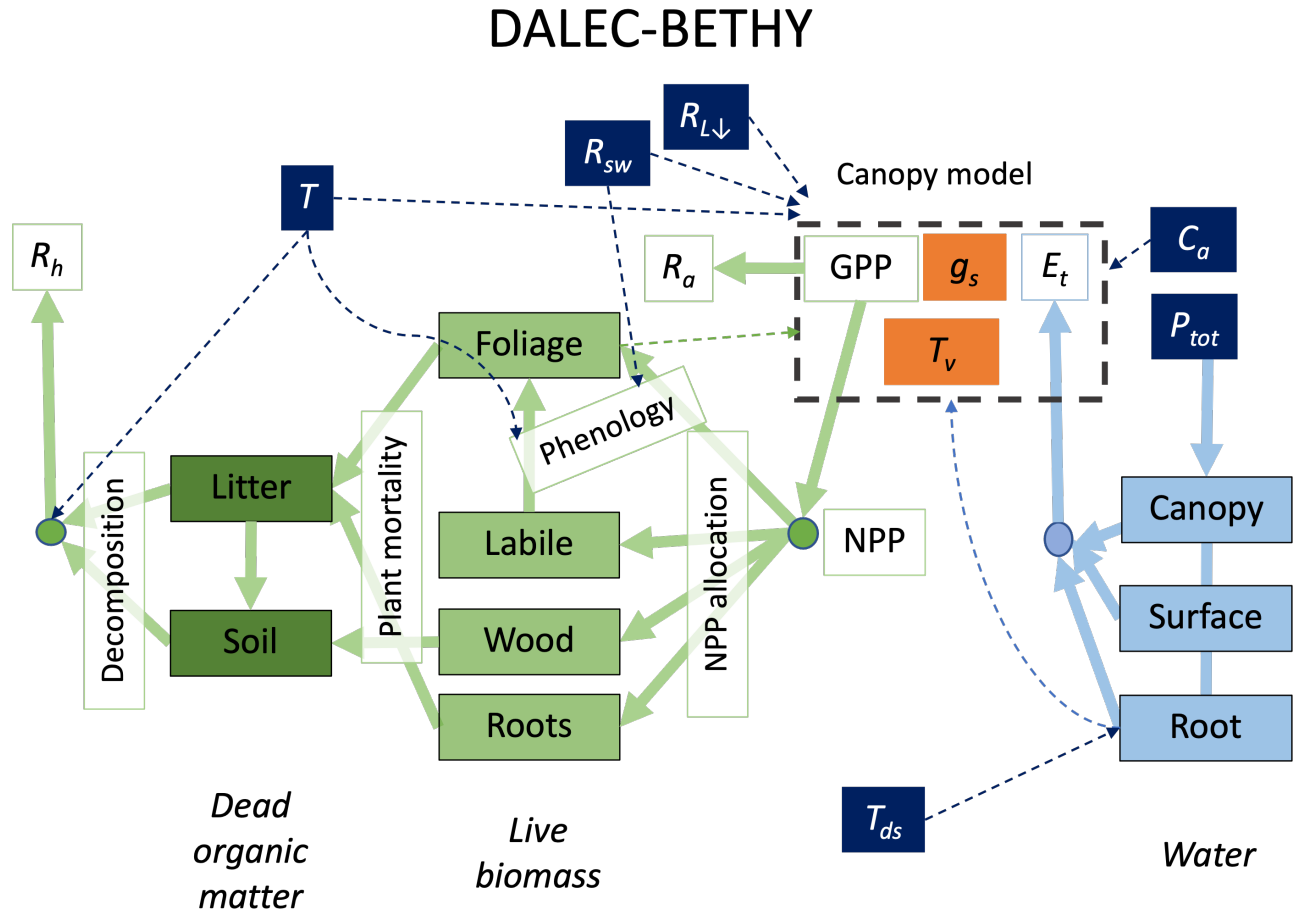 DALEC-BETHY
R_L↓
R_sw
Canopy model
T
C_a
R_h
R_a
GPP
g_s
E_t
P_tot
T_v
Foliage
Phenology
Litter
Plant mortality
Decomposition
NPP allocation
Labile
NPP
Canopy
Soil
Wood
Surface
Roots
Root
T_ds
Dead
organic
matter
Live
biomass
Water